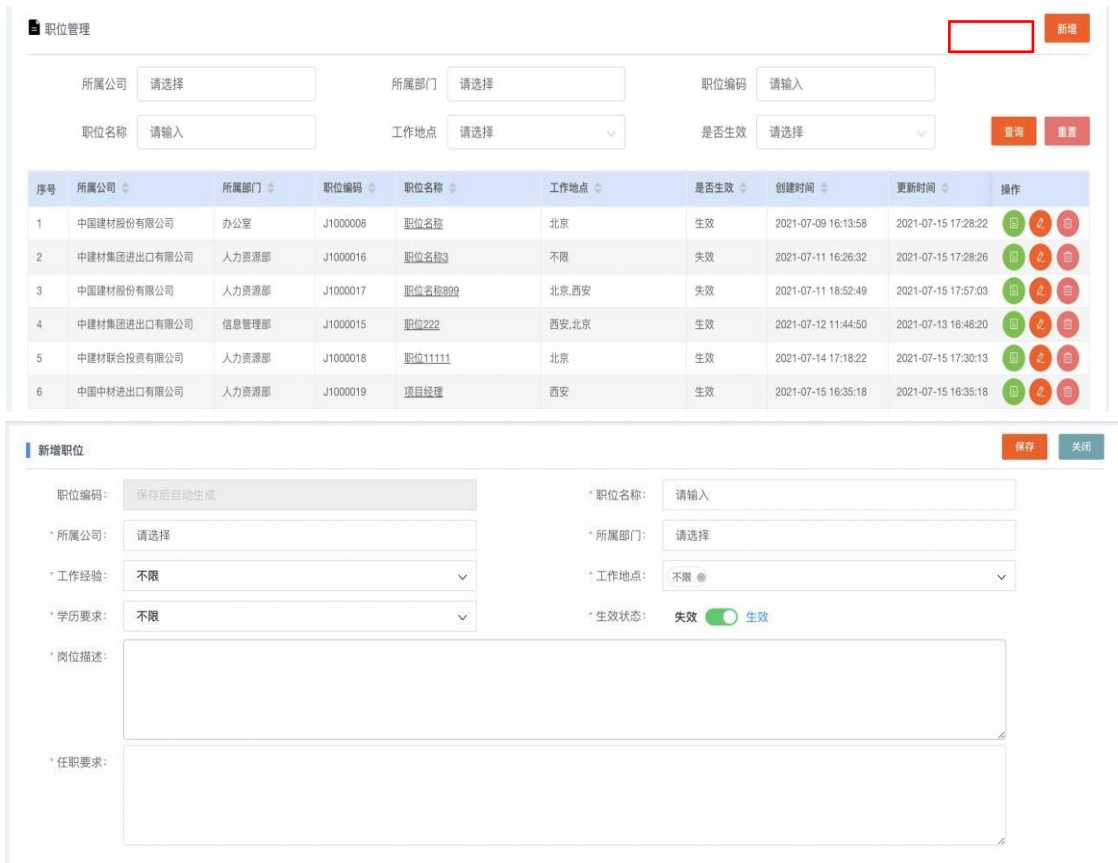 职位管理 新增
所属公司 请选择 所属部门 请选择 职位编码 请输入
职位名称 请输入 工作地点 请选择 是否生效 请选择 查询 重置
序号 所属公司 所属部门 职位编码 职位名称 工作地点 是否生效 创建时间 更新时间 操作
1 中国建材股份有限公司 办公室 J1000008 职位名称 北京 生效 2021-07-09 16:13:58 2021-07-15 17:28:22
2 中建材集团进出口有限公司 人力资源部 J1000016 职位名称3 不限 失效 2021-07-11 16:26:32 2021-07-15 17:28:26
3 中国建材股份有限公司 人力资源部 J1000017 职位名称899 北京,西安 失效 2021-07-11 18:52:49 2021-07-15 17:57:03
4 中建材集团进出口有限公司 信息管理部 J1000015 职位222 西安,北京 生效 2021-07-12 11:44:50 2021-07-13 16:46:20
5 中建材联合投资有限公司 人力资源部 J1000018 职位11111 北京 生效 2021-07-14 17:18:22 2021-07-15 17:30:13
6 中国中材进出口有限公司 人力资源部 J1000019 项目经理 西安 生效 2021-07-15 16:35:18 2021-07-15 16:35:18
新增职位 保存 关闭
职位编码: 保存后自动生成 *职位名称: 请输入
*所属公司: 请选择 *所属部门: 请选择
*工作经验: 不限 *工作地点: 不限
*学历要求: 不限 *生效状态: 失效 生效
*岗位描述:
*任职要求: